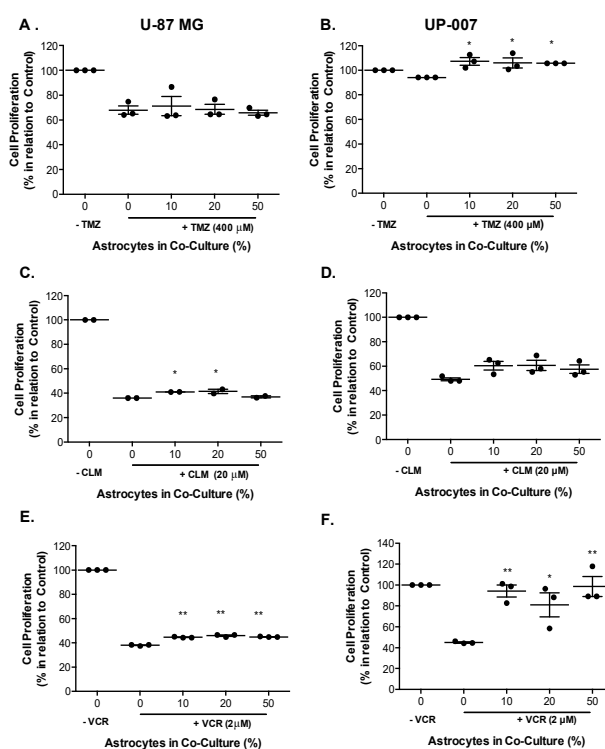 U-87 MG UP-007
A . B.
Cell Proliferation
(% in relation to Control)
120
100
80
60
40
20
0
0 0 10 20 50
- TMZ + TMZ (400 μM)
Astrocytes in Co-Culture (%)
Cell Proliferation
(% in relation to Control)
120
100
80
60
40
20
0
* * *
0 0 10 20 50
- TMZ + TMZ (400 μM)
Astrocytes in Co-Culture (%)
C. D.
Cell Proliferation
(% in relation to Control)
120
100
80
60
40
20
0
* *
0 0 10 20 50
- CLM + CLM (20 μM)
Astrocytes in Co-Culture (%)
Cell Proliferation
(% in relation to Control)
120
100
80
60
40
20
0
0 0 10 20 50
- CLM + CLM (20 μM)
Astrocytes in Co-Culture (%)
E. F.
Cell Proliferation
(% in relation to Control)
120
100
80
60
40
20
0
** ** **
0 0 10 20 50
- VCR + VCR (2μM)
Astrocytes in Co-Culture (%)
Cell Proliferation
(% in relation to Control)
140
120
100
80
60
40
20
0
** * **
0 0 10 20 50
- VCR + VCR (2 μM)
Astrocytes in Co-Culture (%)